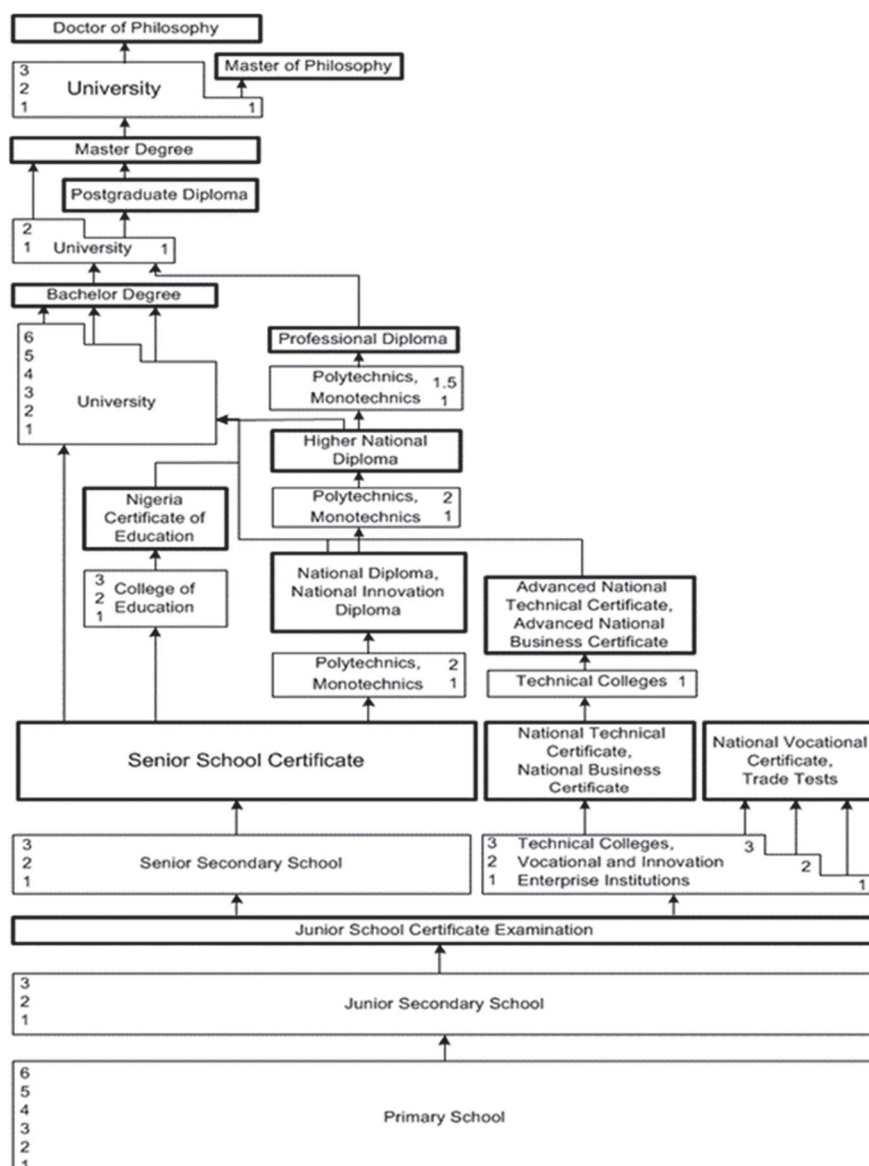 Doctor of Philosophy
3
2
1
University
1
Master of Philosophy
Master Degree
Postgraduate Diploma
2
1
University
1
Bachelor Degree
6
5
4
3
2
1
University
Professional Diploma
Polytechnics,
Monotechnics
1.5
1
Higher National
Diploma
Polytechnics,
Monotechnics
2
1
Nigeria
Certificate of
Education
3
2
1
College of
Education
National Diploma,
National Innovation
Diploma
Polytechnics,
Monotechnics
2
1
Advanced National
Technical Certificate,
Advanced National
Business Certificate
Technical Colleges 1
Senior School Certificate
National Technical
Certificate,
National Business
Certificate
National Vocational
Certificate,
Trade Tests
3
2
1
Senior Secondary School
3 Technical Colleges,
2 Vocational and Innovation
1 Enterprise Institutions
3
2
1
Junior School Certificate Examination
3
2
1
Junior Secondary School
6
5
4
3
2
1
Primary School